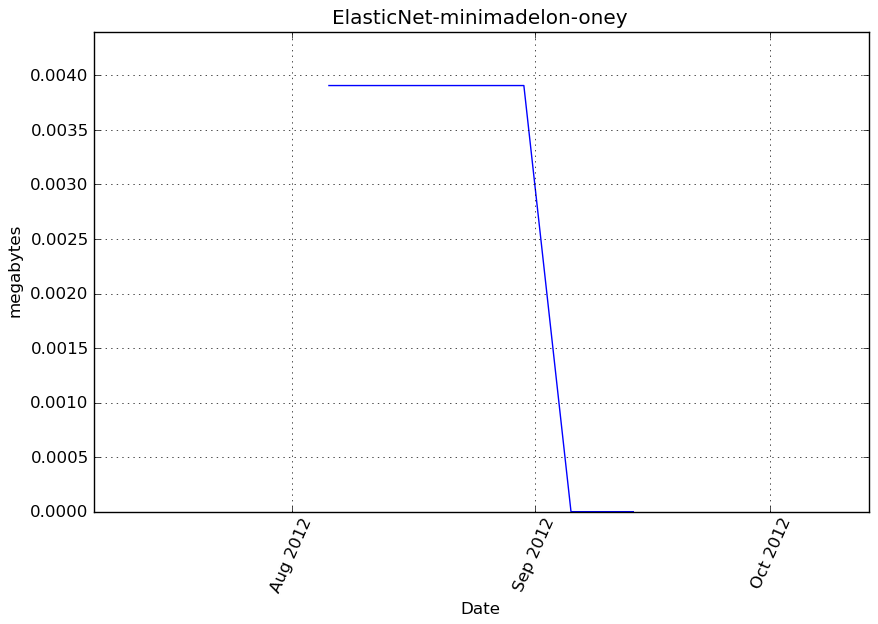 ElasticNet-minimadelon-oney
0.0040
0.0035
0.0030
0.0025
0.0020
0.0015
0.0010
0.0005
0.0000
megabytes
Aug 2012
Sep 2012
Oct 2012
Date